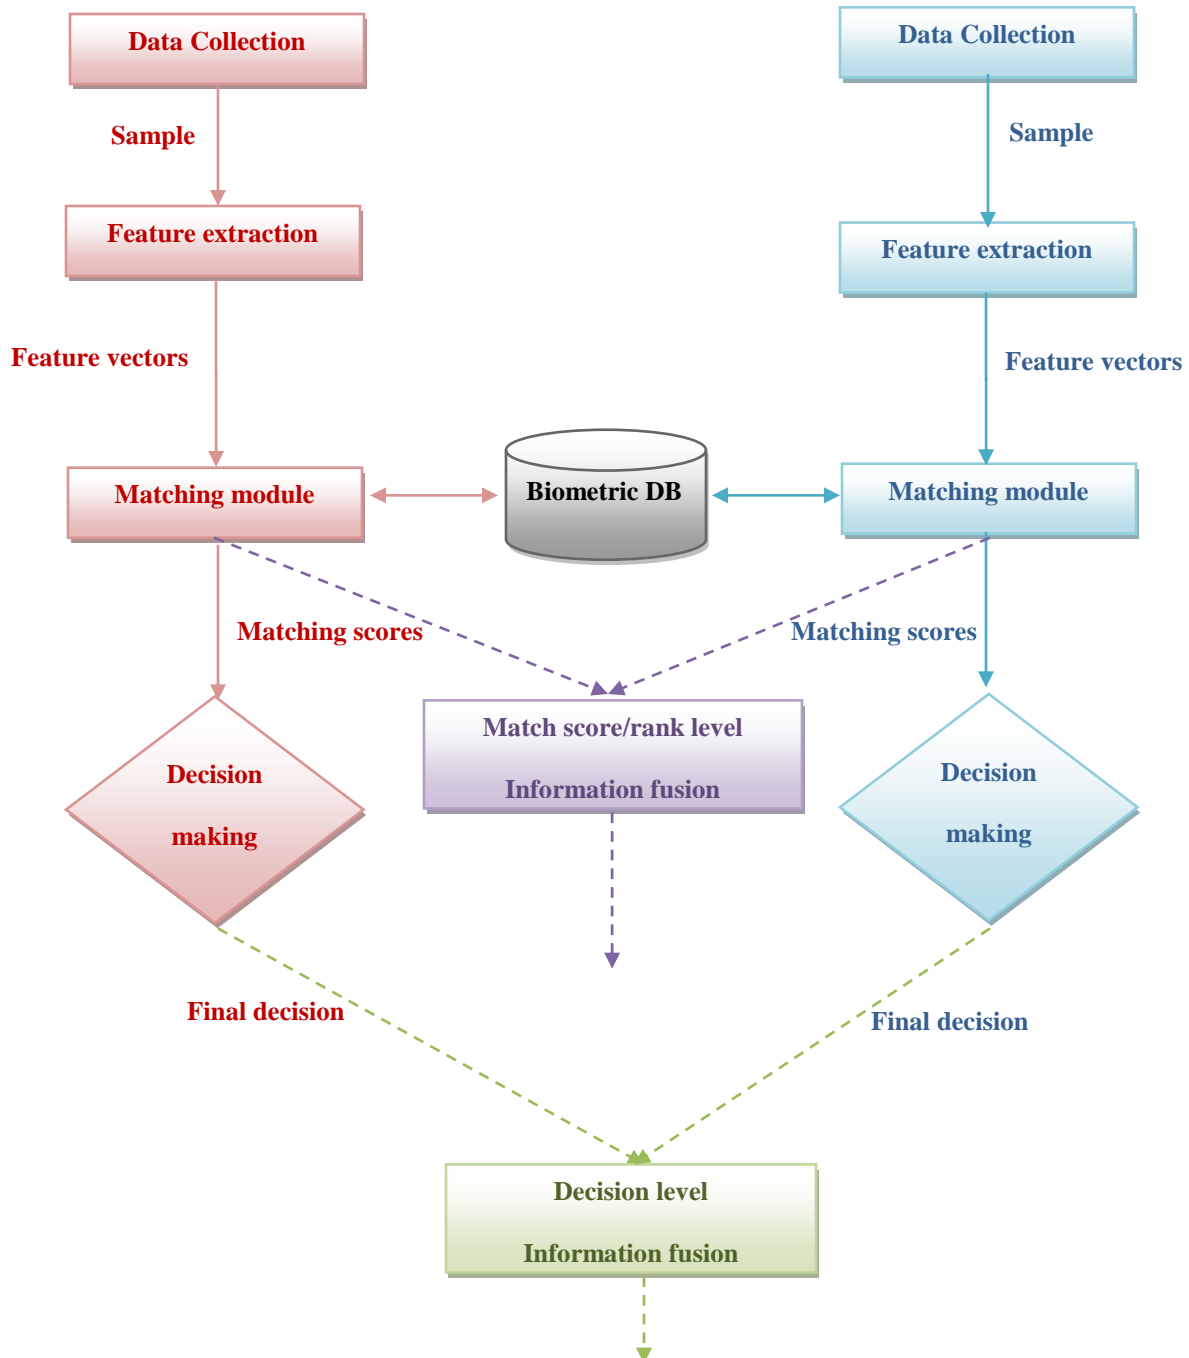 Data Collection
Data Collection
Sample
Sample
Feature extraction
Feature extraction
Feature vectors
Feature vectors
Matching module
Biometric DB
Matching module
Matching scores
Matching scores
Match score/rank level
Information fusion
Decision
making
Decision
making
Final decision
Final decision
Decision level
Information fusion